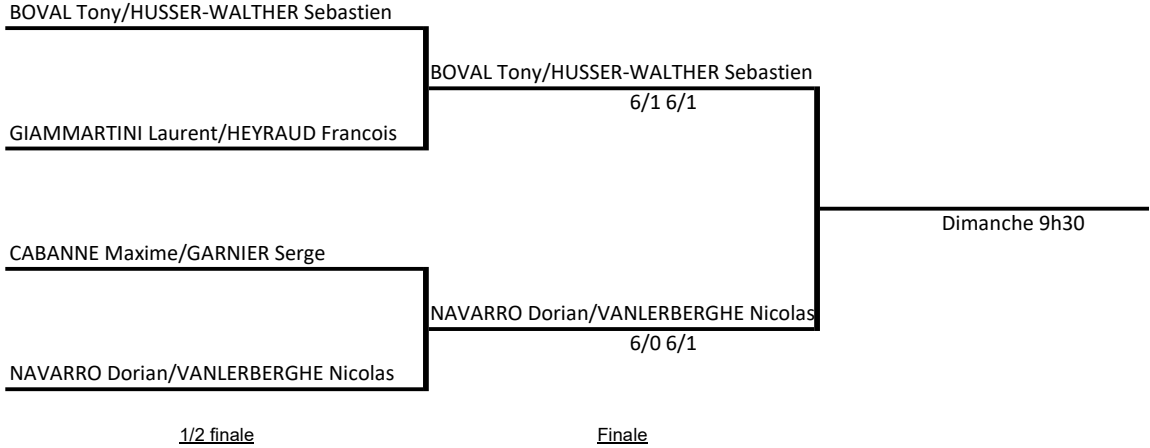 BOVAL Tony/HUSSER-WALTHER Sebastien
BOVAL Tony/HUSSER-WALTHER Sebastien
6/1 6/1
GIAMMARTINI Laurent/HEYRAUD Francois
Dimanche 9h30
CABANNE Maxime/GARNIER Serge
NAVARRO Dorian/VANLERBERGHE Nicolas
6/0 6/1
NAVARRO Dorian/VANLERBERGHE Nicolas
1/2 finale
Finale